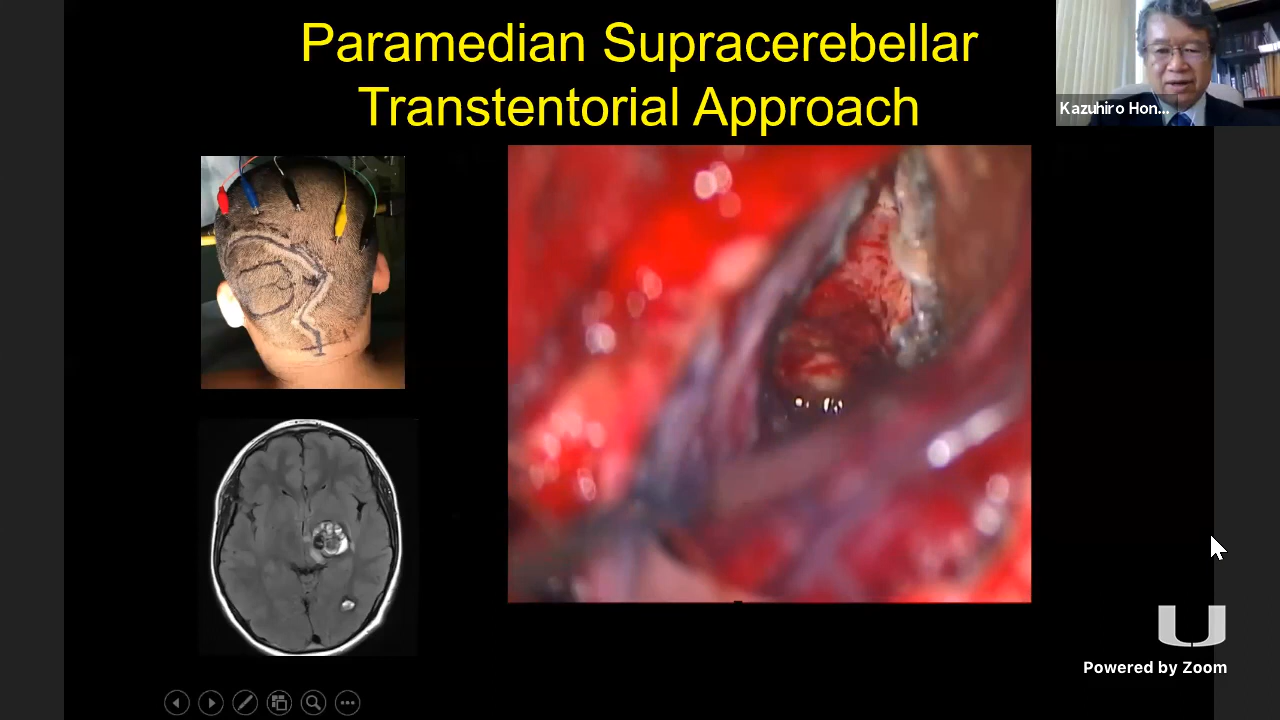 Paramedian Supracerebellar
Transtentorial Approach
Kazuhiro Hon...
U
Powered by Zoom